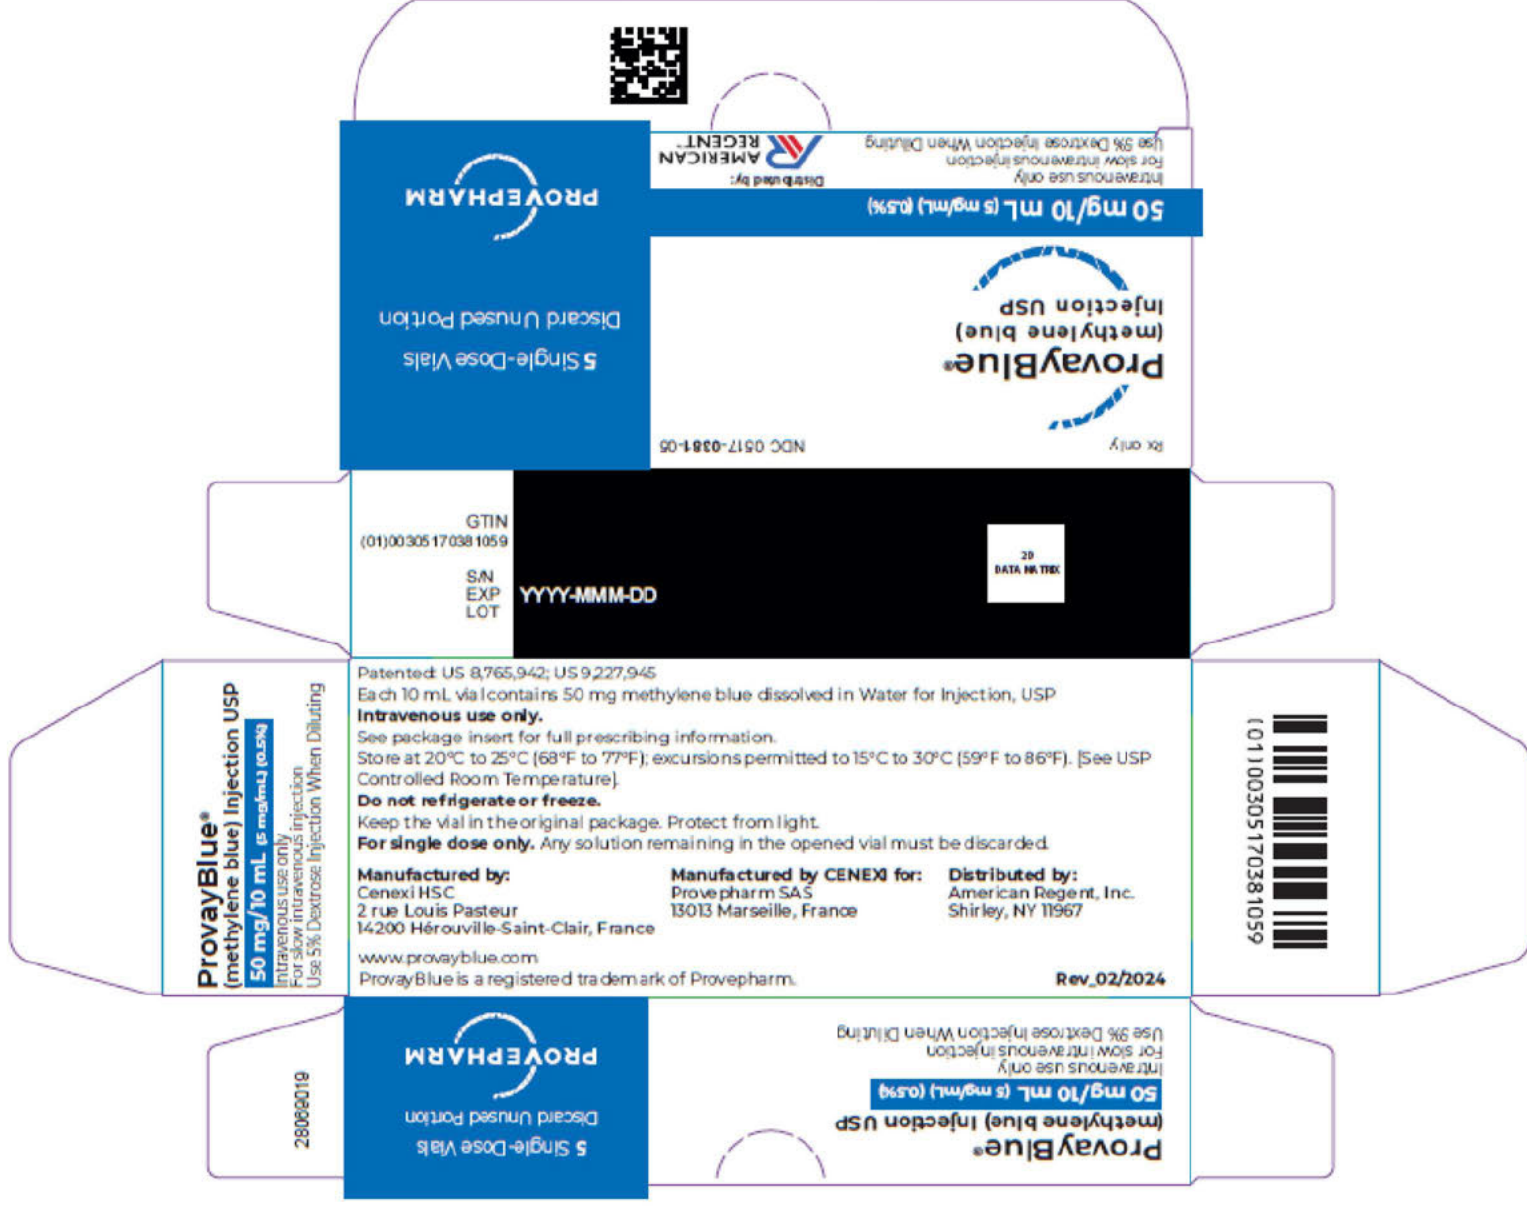 Rx only
NDC 0517-0381-05
ProvayBlue®
(methylene blue)
Injection USP
50 mg/10 mL (5 mg/mL) (0.5%)
Intravenous use only
For slow intravenous injection
Use 5% Dextrose Injection When Diluting
Distributed by:
AMERICAN
REGENT™
5 Single-Dose Vials
Discard Unused Portion
PROVEPHARM
GTIN
(01)00305170381059
S/N
EXP YYYY-MMM-DD
LOT
2D
DATA MATRIX
Patented: US 8,765,942; US 9,227,945
Each 10 mL vial contains 50 mg methylene blue dissolved in Water for Injection, USP
Intravenous use only.
See package insert for full prescribing information.
Store at 20°C to 25°C (68°F to 77°F); excursions permitted to 15°C to 30°C (59°F to 86°F). [See USP
Controlled Room Temperature].
Do not refrigerate or freeze.
Keep the vial in the original package. Protect from light.
For single dose only. Any solution remaining in the opened vial must be discarded.
Manufactured by:
Cenexi HSC
2 rue Louis Pasteur
14200 Hérouville-Saint-Clair, France
Manufactured by CENEXI for:
Provepharm SAS
13013 Marseille, France
Distributed by:
American Regent, Inc.
Shirley, NY 11967
www.provayblue.com
ProvayBlue is a registered trademark of Provepharm.
Rev_02/2024
ProvayBlue®
(methylene blue) Injection USP
50 mg/10 mL (5 mg/mL) (0.5%)
Intravenous use only
For slow intravenous injection
Use 5% Dextrose Injection When Diluting
(01)00305170381059
ProvayBlue®
(methylene blue) Injection USP
50 mg/10 mL (5 mg/mL) (0.5%)
Intravenous use only
For slow intravenous injection
Use 5% Dextrose Injection When Diluting
5 Single-Dose Vials
Discard Unused Portion
PROVEPHARM
28069019